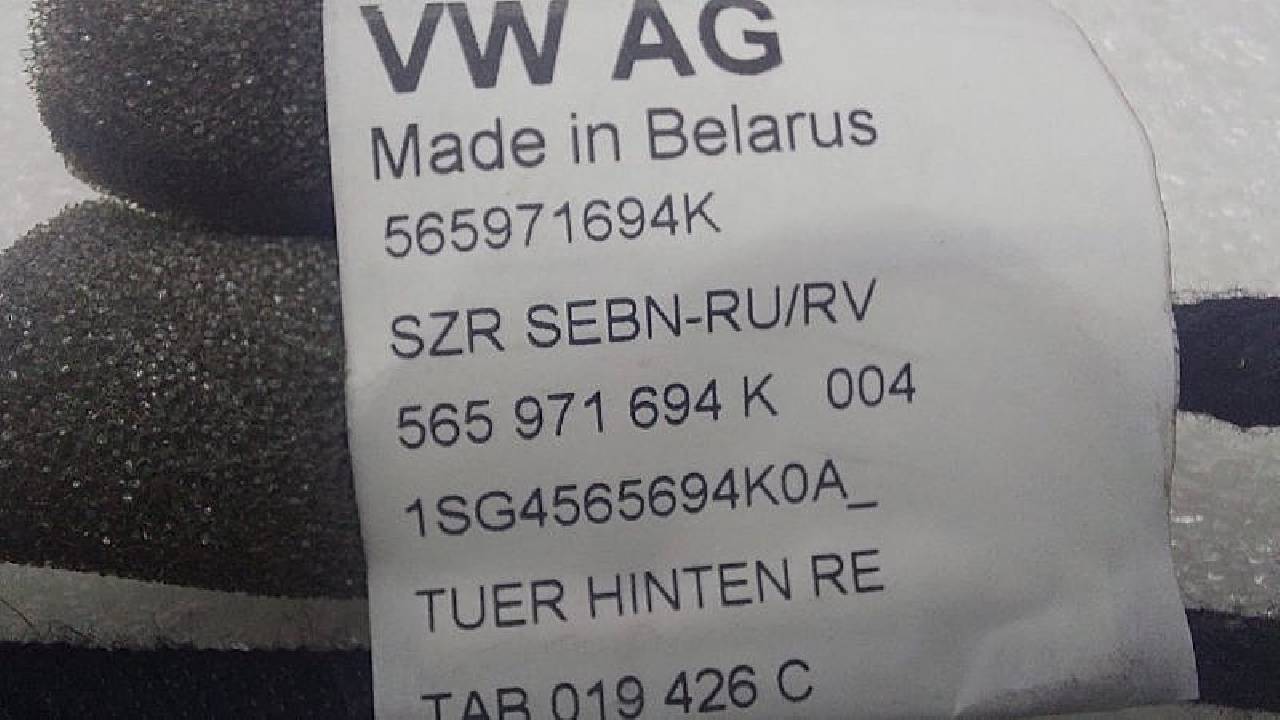 VW AG
Made in Belarus
565971694K
SZR SEBN-RU/RV
565 971 694 K 004
1SG4565694K0A_
TUER HINTEN RE
TAB 019 426 C